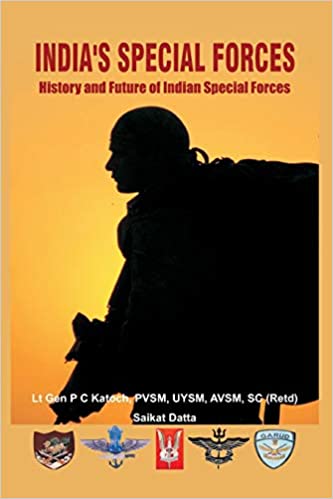 INDIA'S SPECIAL FORCES
History and Future of Indian Special Forces
Lt Gen P C Katoch, PVSM, UYSM, AVSM, SC (Retd)
Saikat Datta
GARUD